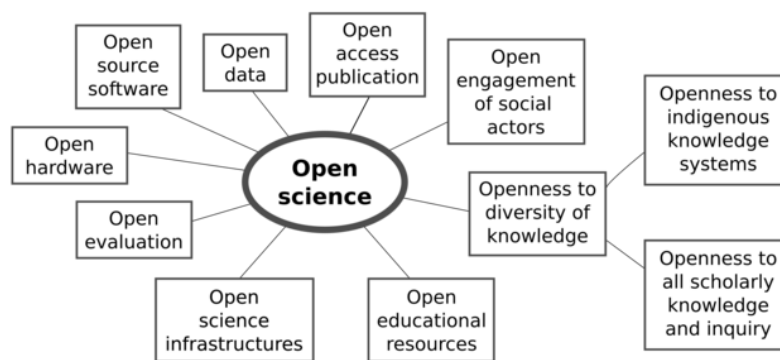 Open
source
software
Open
data
Open
access
publication
Open
engagement
of social
actors
Openness to
indigenous
knowledge
systems
Open
hardware
Open
science
Openness to
diversity of
knowledge
Open
evaluation
Openness to
all scholarly
knowledge
and inquiry
Open
science
infrastructures
Open
educational
resources